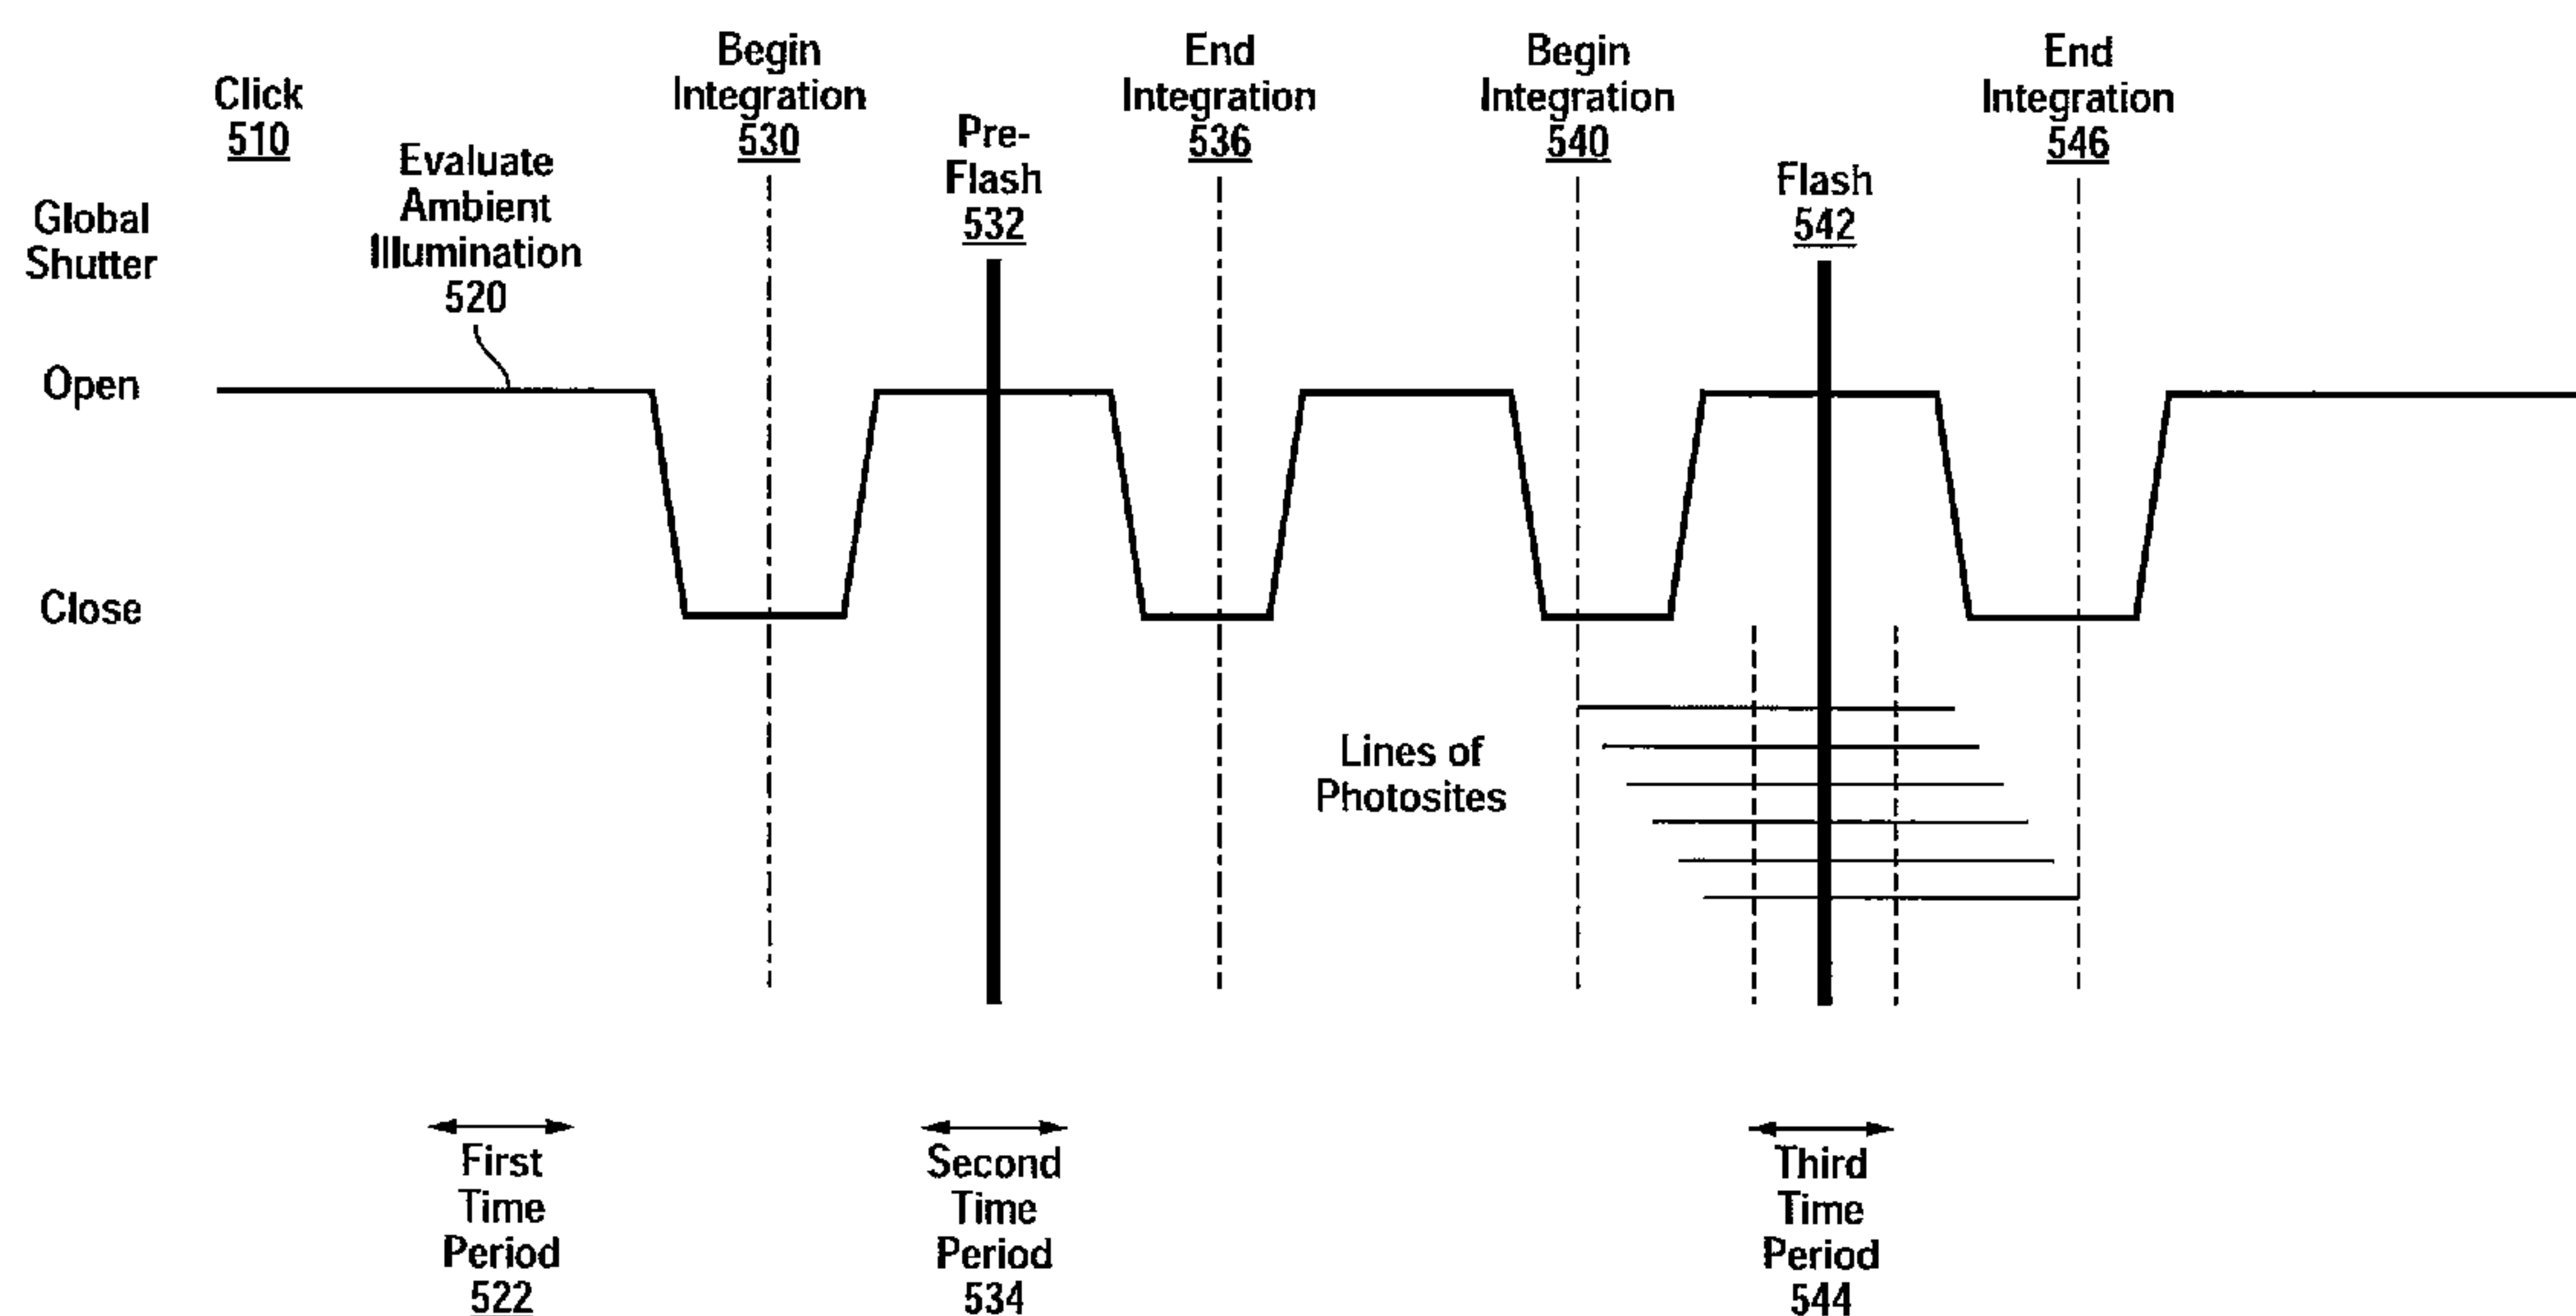 Click
510
Evaluate
Ambient
Illumination
520
Begin
Integration
530
Pre-
Flash
532
End
Integration
536
Begin
Integration
540
Flash
542
End
Integration
546
Global
Shutter
Open
Close
Lines of
Photosites
First
Time
Period
522
Second
Time
Period
534
Third
Time
Period
544